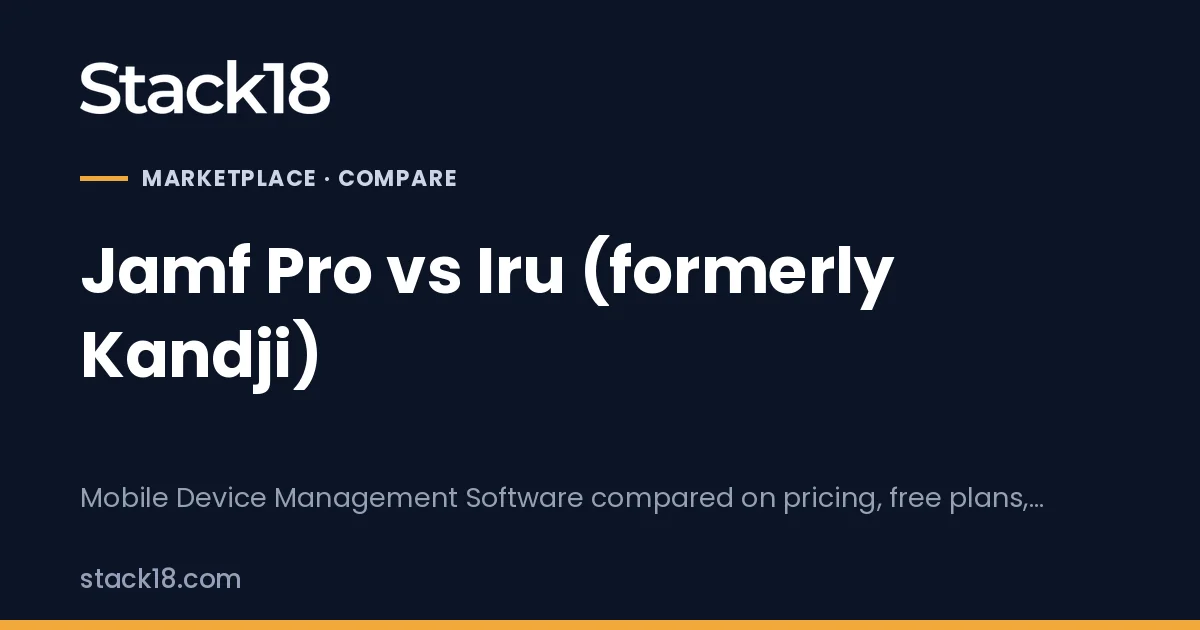 Stack18
MARKETPLACE · COMPARE
Jamf Pro vs Iru (formerly
Kandji)
Mobile Device Management Software compared on pricing, free plans,...
stack18.com